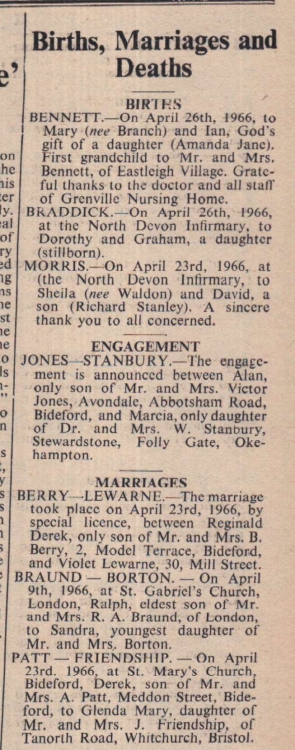 Births, Marriages and
Deaths
BIRTHS
BENNETT.—On April 26th, 1966, to
Mary (nee Branch) and Ian, God's
gift of a daughter (Amanda Jane).
First grandchild to Mr. and Mrs.
Bennett, of Eastleigh Village. Grate-
ful thanks to the doctor and all staff
of Grenville Nursing Home.
BRADDICK.—On April 26th, 1966,
at the North Devon Infirmary, to
Dorothy and Graham, a daughter
(stillborn).
MORRIS.—On April 23rd, 1966, at
(the North Devon Infirmary, to
Sheila (nee Waldon) and David, a
son (Richard Stanley). A sincere
thank you to all concerned.
ENGAGEMENT
JONES—STANBURY.—The engage-
ment is announced between Alan,
only son of Mr. and Mrs. Victor
Jones, Avondale, Abbotsham Road,
Bideford, and Marcia, only daughter
of Dr. and Mrs. W. Stanbury,
Stewardstone, Folly Gate, Oke-
hampton.
MARRIAGES
BERRY—LEWARNE.—The marriage
took place on April 23rd, 1966, by
special licence, between Reginald
Derek, only son of Mr. and Mrs. B.
Berry, 2, Model Terrace, Bideford,
and Violet Lewarne, 30, Mill Street.
BRAUND — BORTON. — On April
9th, 1966, at St. Gabriel's Church,
London, Ralph, eldest son of Mr.
and Mrs. R. A. Braund, of London,
to Sandra, youngest daughter of
Mr. and Mrs. Borton.
PATT — FRIENDSHIP. — On April
23rd. 1966, at St. Mary's Church,
Bideford, Derek, son of Mr. and
Mrs. A. Patt, Meddon Street, Bide-
ford, to Glenda Mary, daughter of
Mr. and Mrs. J. Friendship, of
Tanorth Road, Whitchurch, Bristol.